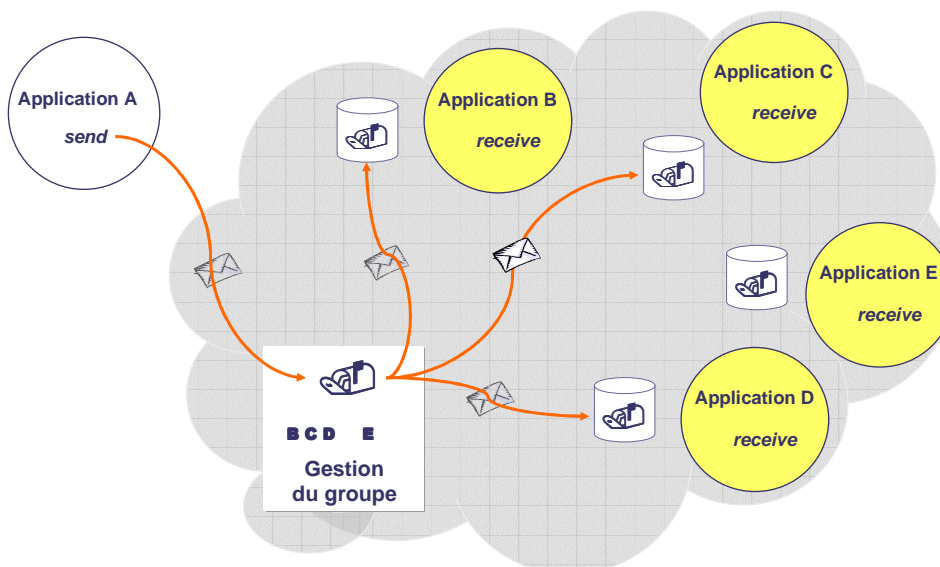 Application A
send
Application B
receive
Application C
receive
Application E
receive
Application D
receive
B C D E
Gestion
du groupe